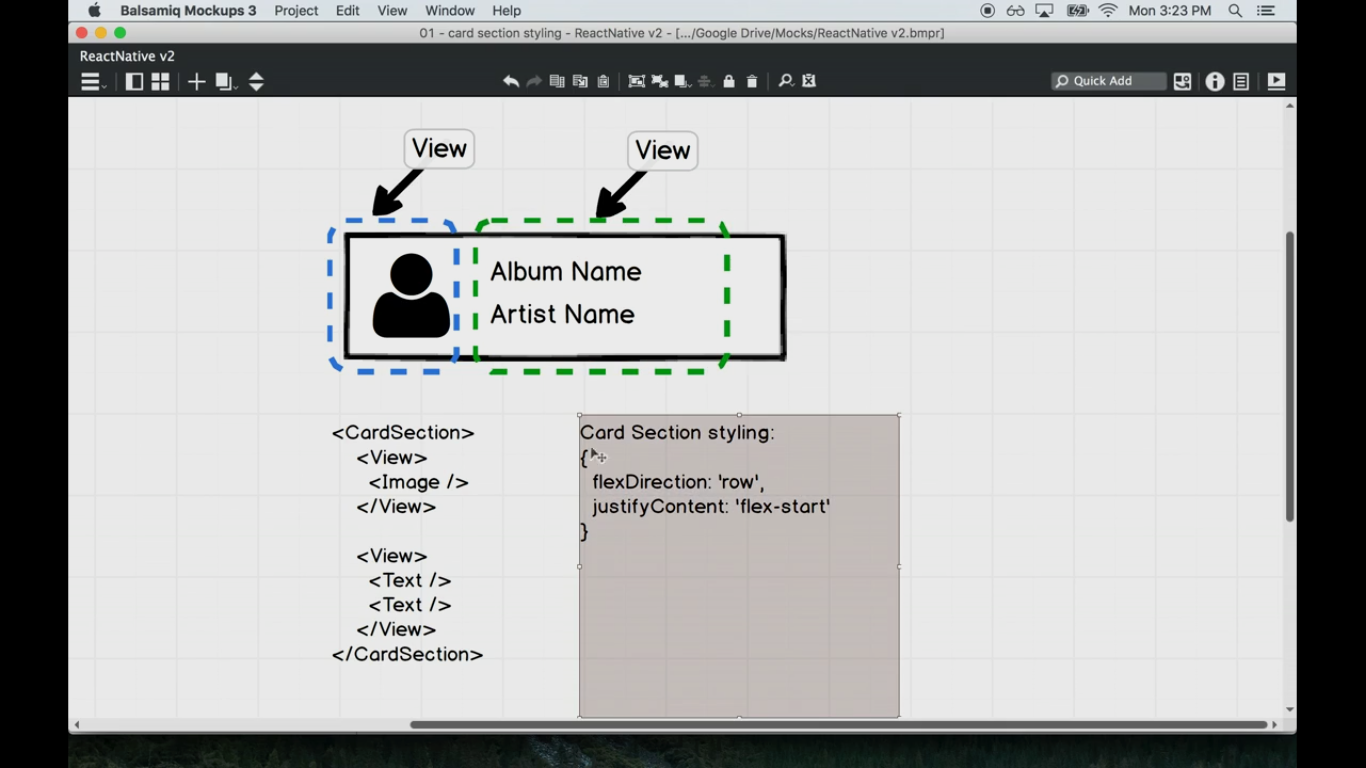 Balsamiq Mockups 3 Project Edit View Window Help Mon 3:23 PM
01 - card section styling - ReactNative v2 - [.../Google Drive/Mocks/ReactNative v2.bmpr]
ReactNative v2
Quick Add
View
View
Album Name
Artist Name
<CardSection>
<View>
<Image />
</View>
<View>
<Text />
<Text />
</View>
</CardSection>
Card Section styling:
{
flexDirection: 'row',
justifyContent: 'flex-start'
}